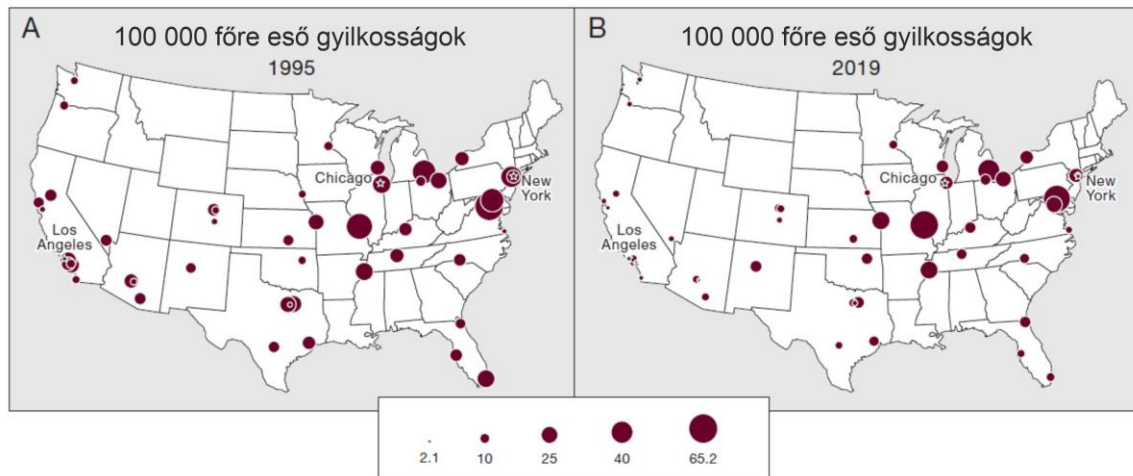 A
100 000 főre eső gyilkosságok
1995
Chicago
New
York
Los
Angeles
B
100 000 főre eső gyilkosságok
2019
Chicago
New
York
Los
Angeles
2.1 10 25 40 65.2